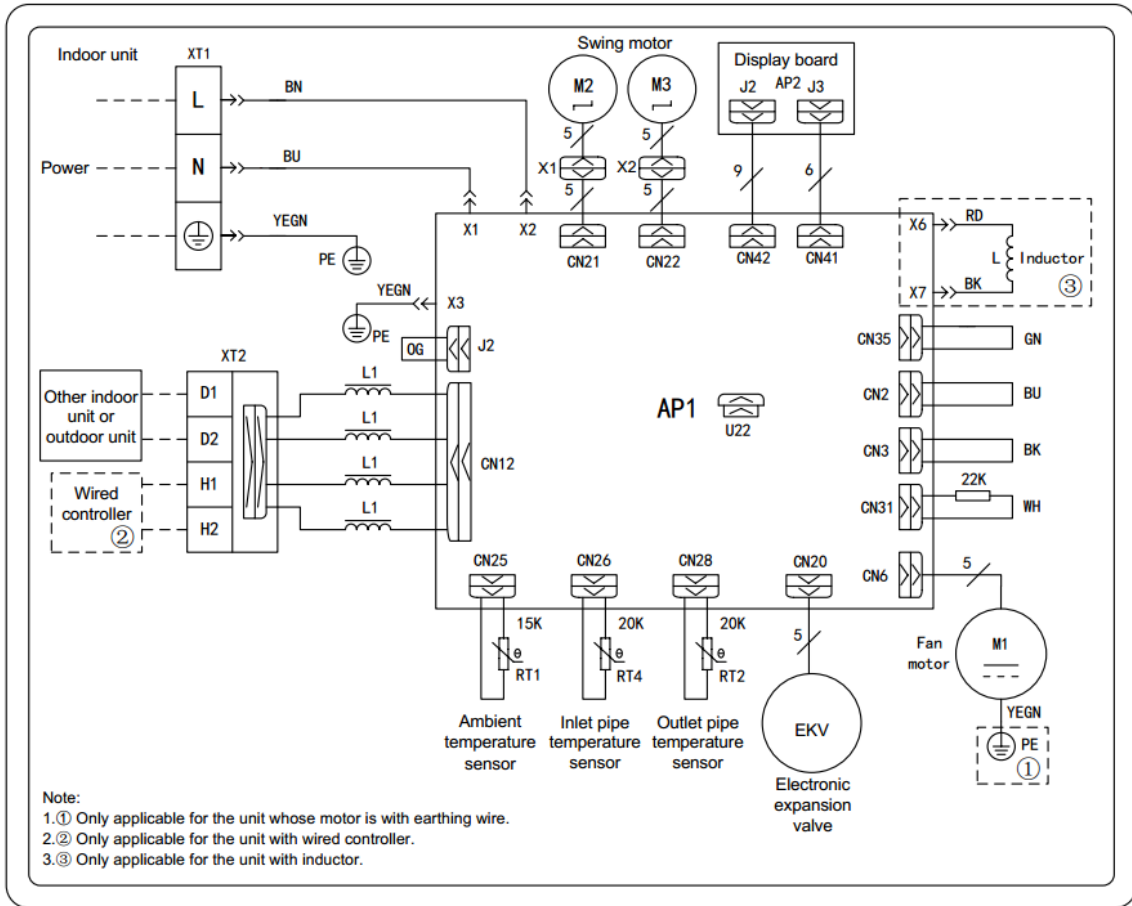 Indoor unit
XT1
L
BN
Power
N
BU
YEGN
PE
Swing motor
M2
M3
5
5
X1
X2
5
5
Display board
J2
AP2
J3
9
6
X1
X2
CN21
CN22
CN42
CN41
X6
RD
L
Inductor
③
X7
BK
YEGN
X3
PE
OG
J2
XT2
Other indoor
unit or
outdoor unit
D1
D2
Wired
controller
②
H1
H2
L1
L1
L1
L1
CN12
AP1
U22
CN35
GN
CN2
BU
CN3
BK
CN31
22K
WH
CN6
5
Fan
motor
M1
YEGN
PE
①
CN25
CN26
CN28
CN20
15K
θ
RT1
20K
θ
RT4
20K
θ
RT2
5
Ambient
temperature
sensor
Inlet pipe
temperature
sensor
Outlet pipe
temperature
sensor
EKV
Electronic
expansion
valve
Note:
1.① Only applicable for the unit whose motor is with earthing wire.
2.② Only applicable for the unit with wired controller.
3.③ Only applicable for the unit with inductor.